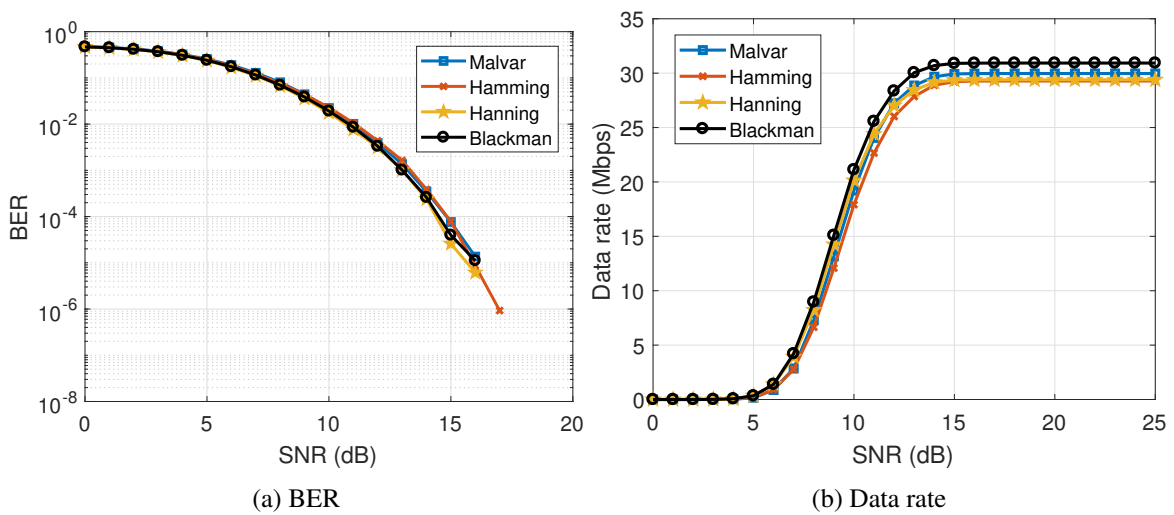 BER
10^0
10^-2
10^-4
10^-6
10^-8
0 5 10 15 20
SNR (dB)
Malvar
Hamming
Hanning
Blackman
(a) BER
Data rate (Mbps)
35
30
25
20
15
10
5
0
0 5 10 15 20 25
SNR (dB)
Malvar
Hamming
Hanning
Blackman
(b) Data rate